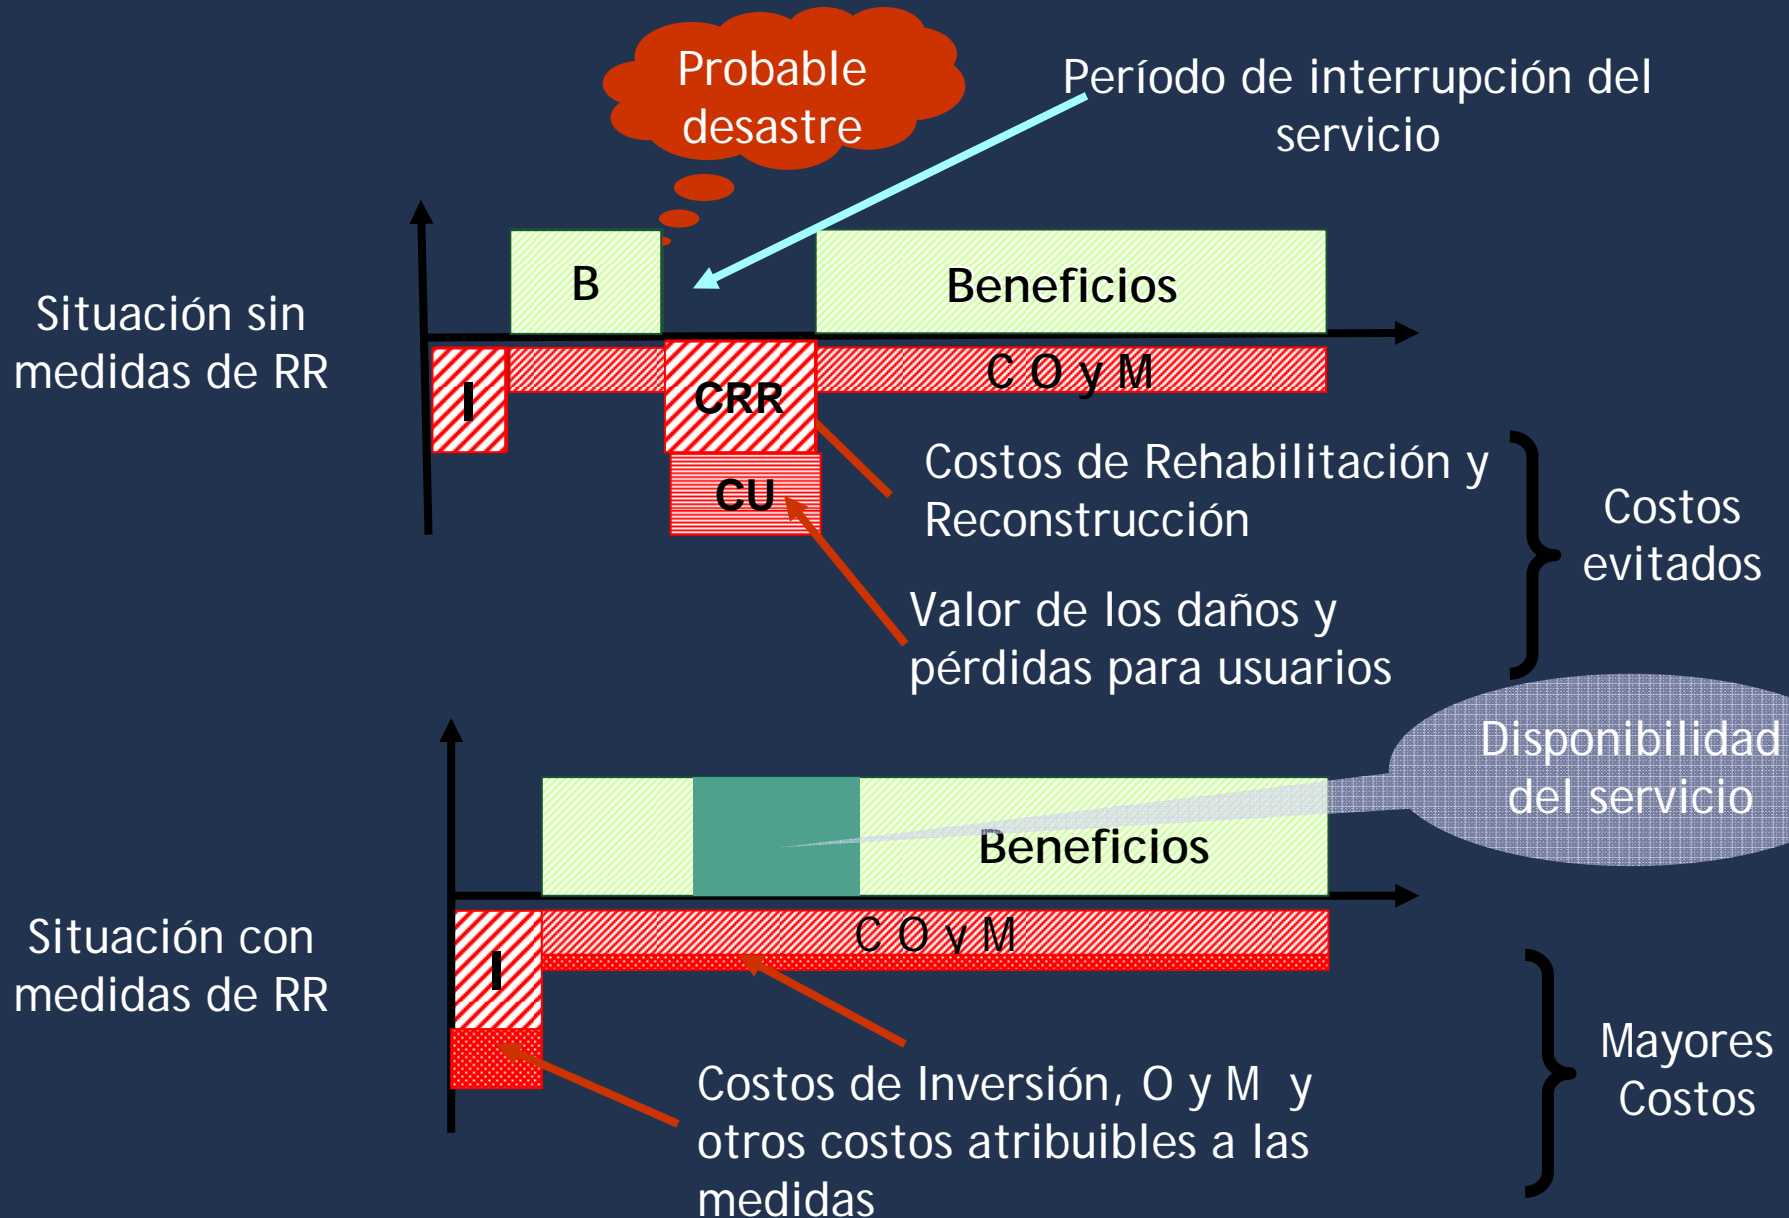 Probable
desastre
Período de interrupción del
servicio
B
Beneficios
Situación sin
medidas de RR
I
C O y M
CRR
CU
Costos de Rehabilitación y
Reconstrucción
Costos
evitados
Valor de los daños y
pérdidas para usuarios
Disponibilidad
del servicio
Beneficios
Situación con
medidas de RR
I
C O y M
Mayores
Costos
Costos de Inversión, O y M y
otros costos atribuibles a las
medidas